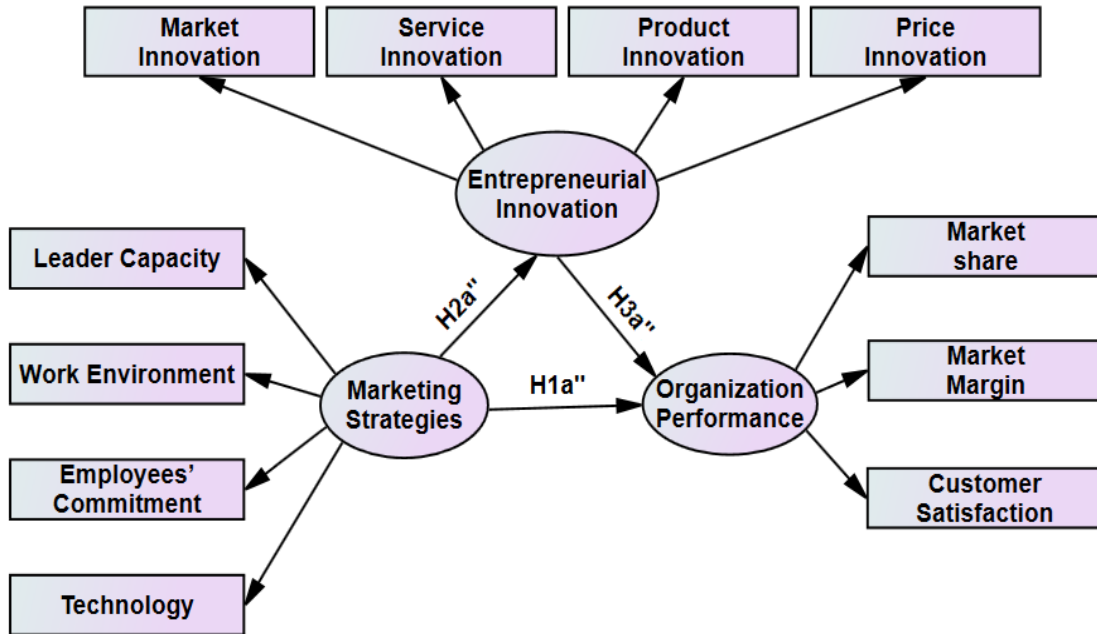 Market
Innovation
Service
Innovation
Product
Innovation
Price
Innovation
Entrepreneurial
Innovation
Leader Capacity
Work Environment
Employees’
Commitment
Technology
H2a"
H3a"
H1a"
Marketing
Strategies
Organization
Performance
Market
share
Market
Margin
Customer
Satisfaction